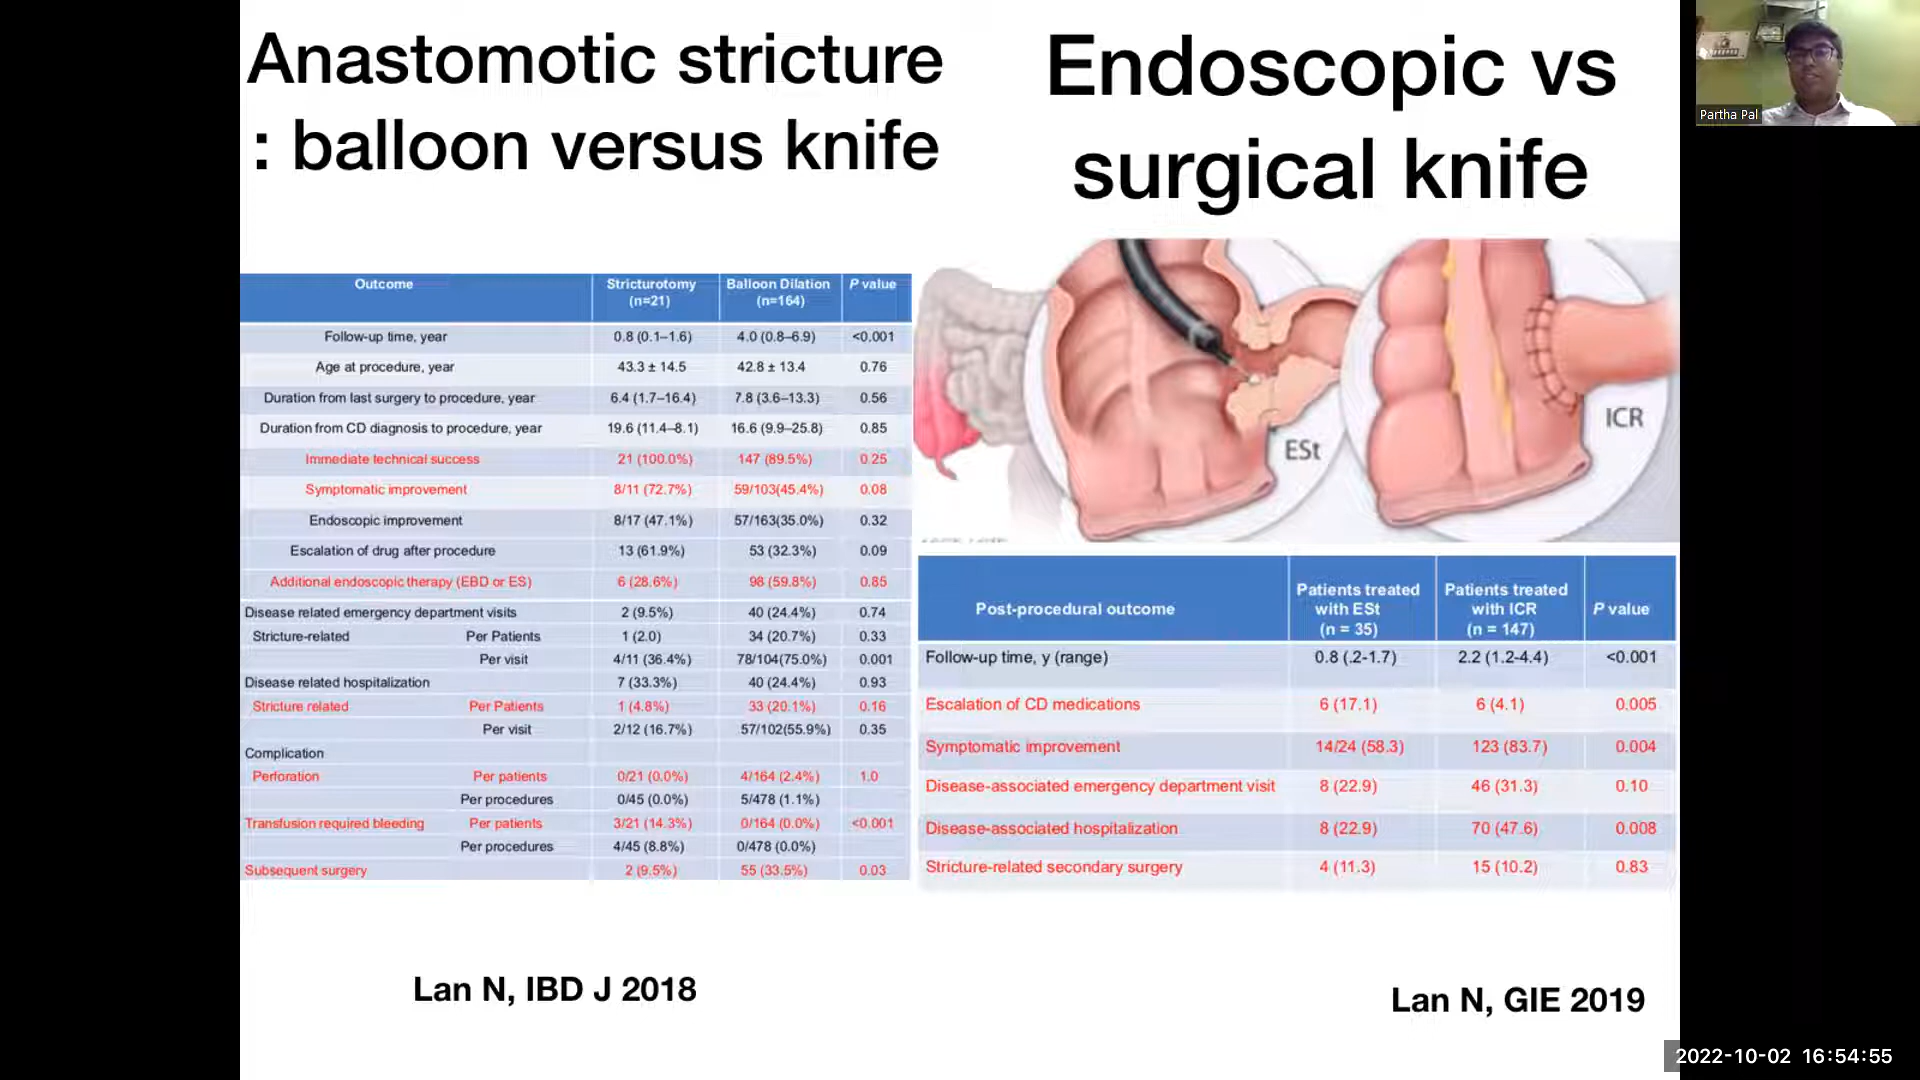 Anastomotic stricture
: balloon versus knife
Endoscopic vs
surgical knife
Partha Pal
Outcome Stricturotomy (n=21) Balloon Dilation (n=164) P value
Follow-up time, year 0.8 (0.1–1.6) 4.0 (0.8–6.9) <0.001
Age at procedure, year 43.3 ± 14.5 42.8 ± 13.4 0.76
Duration from last surgery to procedure, year 6.4 (1.7–16.4) 7.8 (3.6–13.3) 0.56
Duration from CD diagnosis to procedure, year 19.6 (11.4–8.1) 16.6 (9.9–25.8) 0.85
Immediate technical success 21 (100.0%) 147 (89.5%) 0.25
Symptomatic improvement 8/11 (72.7%) 59/103(45.4%) 0.08
Endoscopic improvement 8/17 (47.1%) 57/163(35.0%) 0.32
Escalation of drug after procedure 13 (61.9%) 53 (32.3%) 0.09
Additional endoscopic therapy (EBD or ES) 6 (28.6%) 98 (59.8%) 0.85
Disease related emergency department visits 2 (9.5%) 40 (24.4%) 0.74
Stricture-related Per Patients 1 (2.0) 34 (20.7%) 0.33
Per visit 4/11 (36.4%) 78/104(75.0%) 0.001
Disease related hospitalization 7 (33.3%) 40 (24.4%) 0.93
Stricture related Per Patients 1 (4.8%) 33 (20.1%) 0.16
Per visit 2/12 (16.7%) 57/102(55.9%) 0.35
Complication
Perforation Per patients 0/21 (0.0%) 4/164 (2.4%) 1.0
Per procedures 0/45 (0.0%) 5/478 (1.1%)
Transfusion required bleeding Per patients 3/21 (14.3%) 0/164 (0.0%) <0.001
Per procedures 4/45 (8.8%) 0/478 (0.0%)
Subsequent surgery 2 (9.5%) 55 (33.5%) 0.03
ESt
ICR
Post-procedural outcome Patients treated with ESt (n = 35) Patients treated with ICR (n = 147) P value
Follow-up time, y (range) 0.8 (.2-1.7) 2.2 (1.2-4.4) <0.001
Escalation of CD medications 6 (17.1) 6 (4.1) 0.005
Symptomatic improvement 14/24 (58.3) 123 (83.7) 0.004
Disease-associated emergency department visit 8 (22.9) 46 (31.3) 0.10
Disease-associated hospitalization 8 (22.9) 70 (47.6) 0.008
Stricture-related secondary surgery 4 (11.3) 15 (10.2) 0.83
Lan N, IBD J 2018
Lan N, GIE 2019
2022-10-02 16:54:55